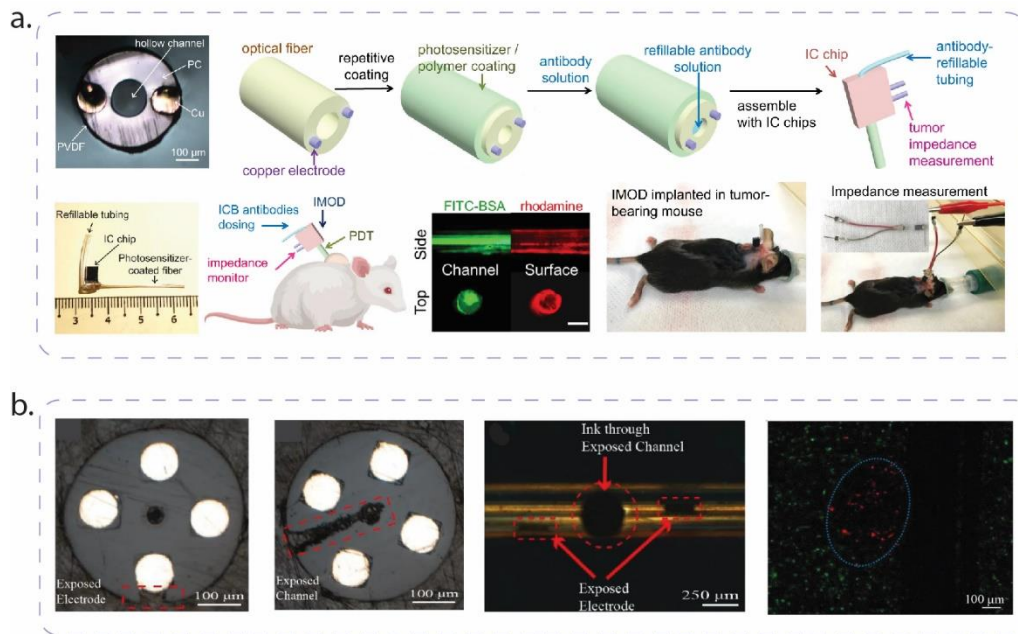 a.
hollow channel
PC
Cu
PVDF
100 μm
optical fiber
copper electrode
repetitive
coating
photosensitizer /
polymer coating
antibody
solution
refillable antibody
solution
assemble
with IC chips
IC chip
antibody-
refillable
tubing
tumor
impedance
measurement
Refillable tubing
IC chip
Photosensitizer-
coated fiber
3 4 5 6
ICB antibodies
dosing
IMOD
PDT
impedance
monitor
FITC-BSA rhodamine
Side
Channel Surface
Top
IMOD implanted in tumor-
bearing mouse
Impedance measurement
b.
Exposed
Electrode
100 μm
Exposed
Channel
100 μm
Ink through
Exposed Channel
Exposed
Electrode
250 μm
100 μm